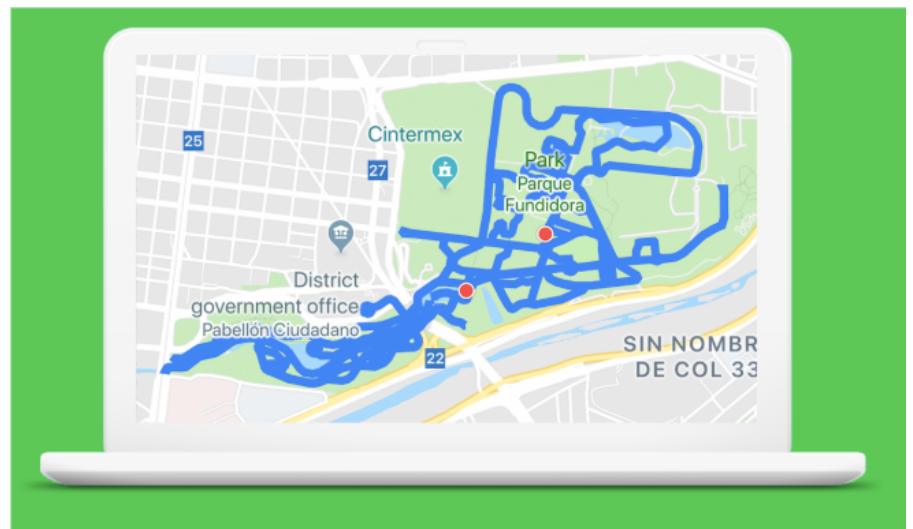 25
Cintermex
27
Park
Parque
Fundidora
District
government office
Pabellón Ciudadano
22
SIN NOMBR
DE COL 33